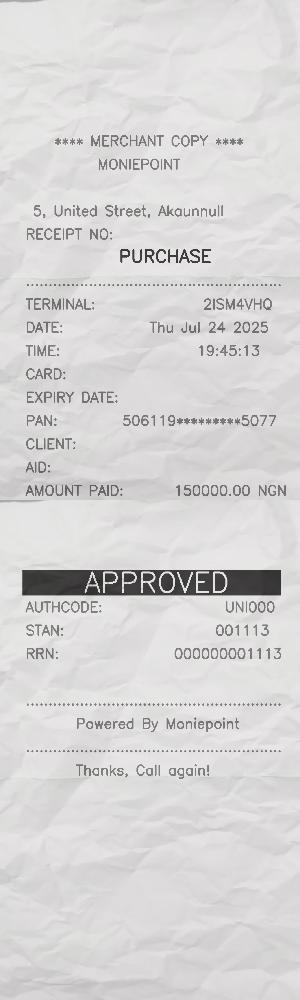 **** MERCHANT COPY ****
MONIEPOINT
5, United Street, Akaunnull
RECEIPT NO:
PURCHASE
TERMINAL: 2ISM4VHQ
DATE: Thu Jul 24 2025
TIME: 19:45:13
CARD:
EXPIRY DATE:
PAN: 506119*********5077
CLIENT:
AID:
AMOUNT PAID: 150000.00 NGN
APPROVED
AUTHCODE: UNI000
STAN: 001113
RRN: 000000001113
Powered By Moniepoint
Thanks, Call again!